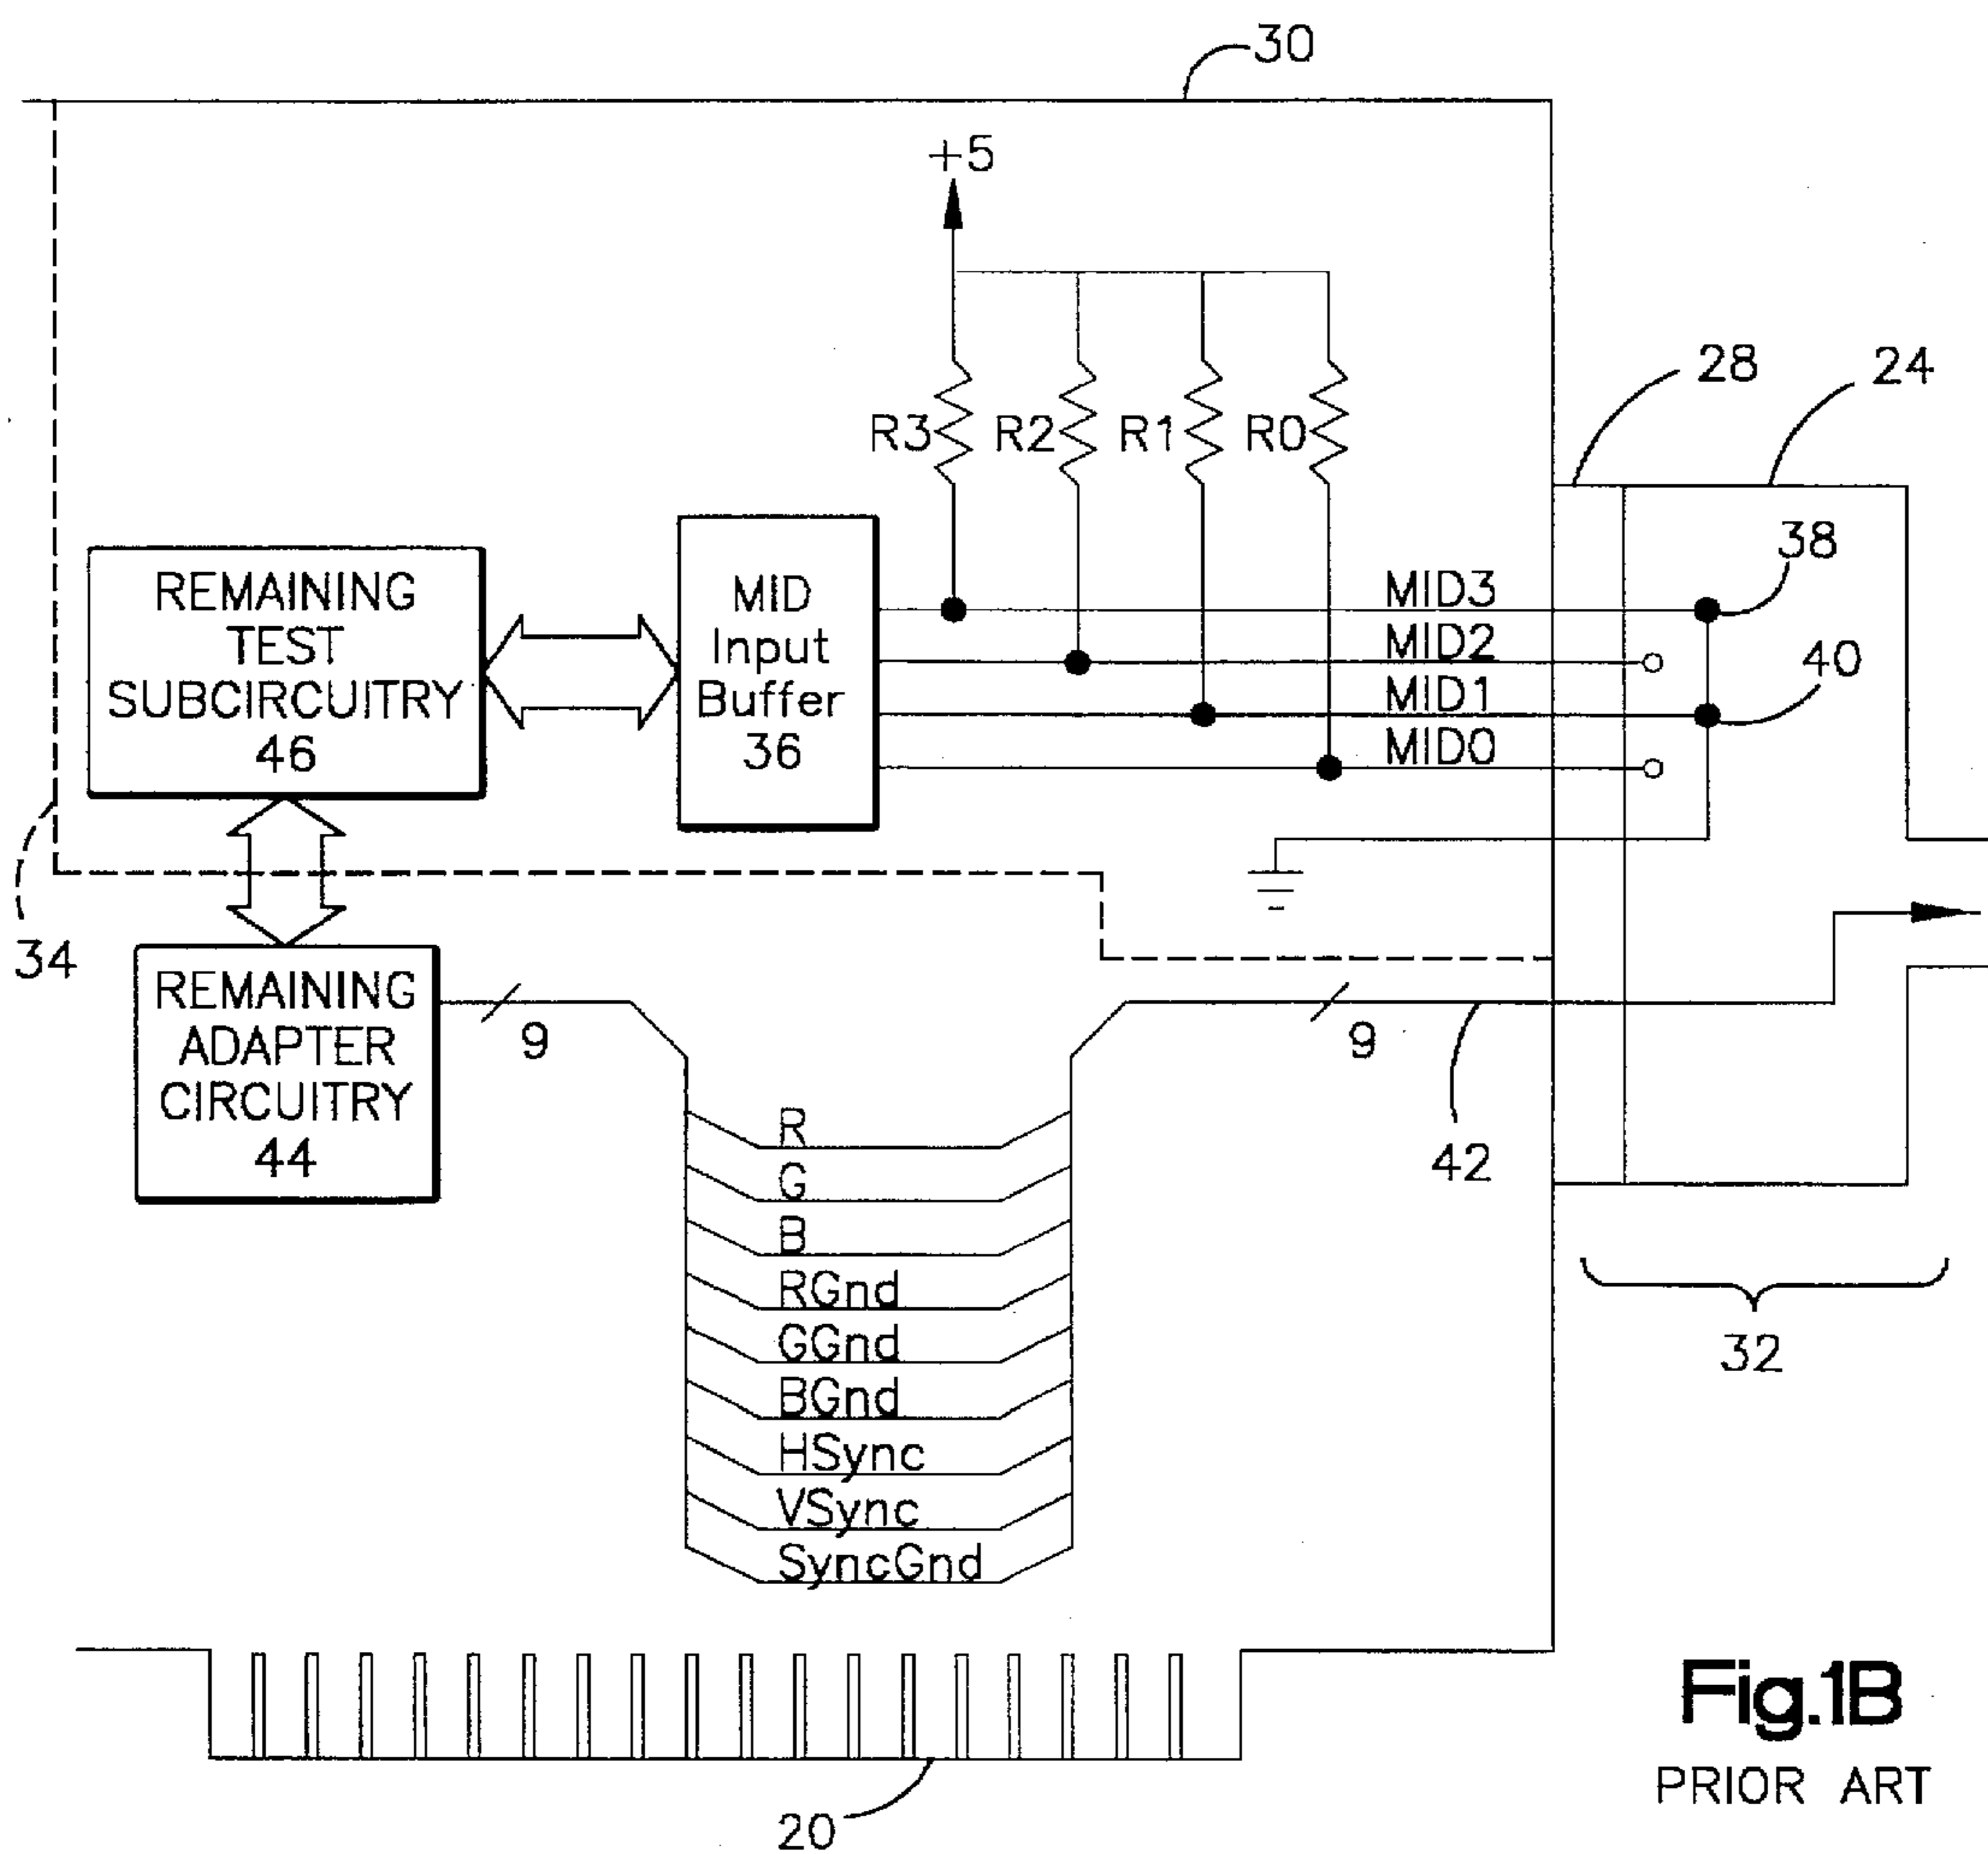 30
+5
28
24
R3
R2
R1
R0
38
REMAINING
TEST
SUBCIRCUITRY
46
MID
Input
Buffer
36
MID3
MID2
MID1
MID0
40
34
REMAINING
ADAPTER
CIRCUITRY
44
9
9
42
R
G
B
RGnd
GGnd
BGnd
HSync
VSync
SyncGnd
32
20
Fig.1B
PRIOR ART